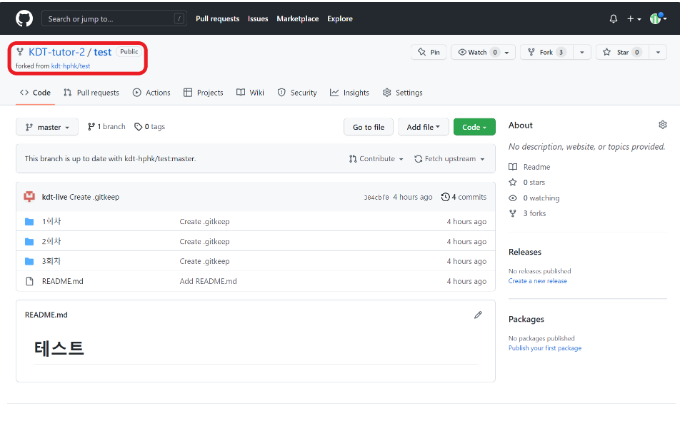 Search or jump to... /
Pull requests Issues Marketplace Explore
KDT-tutor-2 / test Public
forked from kdt-hphk/test
Pin Watch 0 Fork 3 Star 0
Code Pull requests Actions Projects Wiki Security Insights Settings
master 1 branch 0 tags Go to file Add file Code
This branch is up to date with kdt-hphk/test:master. Contribute Fetch upstream
kdt-live Create .gitkeep 384cbf0 4 hours ago 4 commits
1회차 Create .gitkeep 4 hours ago
2회차 Create .gitkeep 4 hours ago
3회차 Create .gitkeep 4 hours ago
README.md Add README.md 4 hours ago
README.md
테스트
About
No description, website, or topics provided.
Readme
0 stars
0 watching
3 forks
Releases
No releases published
Create a new release
Packages
No packages published
Publish your first package